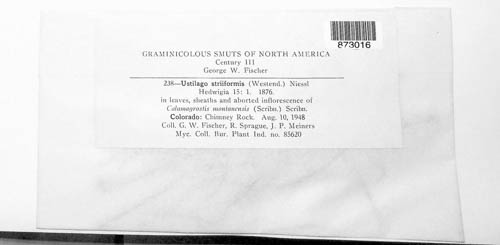 873016
GRAMINICOLOUS SMUTS OF NORTH AMERICA
Century III
George W. Fischer
238—Ustilago striiformis (Westend.) Niessl
Hedwigia 15: 1. 1876.
in leaves, sheaths and aborted inflorescence of
Calamagrostis montanensis (Scribn.) Scribn.
Colorado: Chimney Rock. Aug. 10, 1948
Coll. G. W. Fischer, R. Sprague, J. P. Meiners
Myc. Coll. Bur. Plant Ind. no. 85620